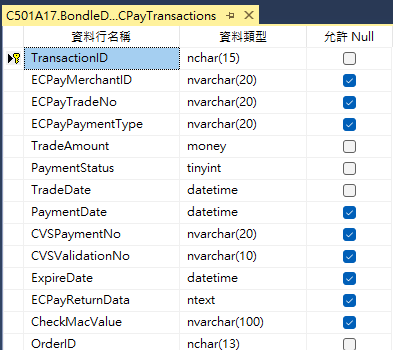 C501A17.BondleD...CPayTransactions
資料行名稱 資料類型 允許 Null
TransactionID nchar(15)
ECPayMerchantID nvarchar(20)
ECPayTradeNo nvarchar(20)
ECPayPaymentType nvarchar(20)
TradeAmount money
PaymentStatus tinyint
TradeDate datetime
PaymentDate datetime
CVSPaymentNo nvarchar(20)
CVSValidationNo nvarchar(10)
ExpireDate datetime
ECPayReturnData ntext
CheckMacValue nvarchar(100)
OrderID nchar(13)